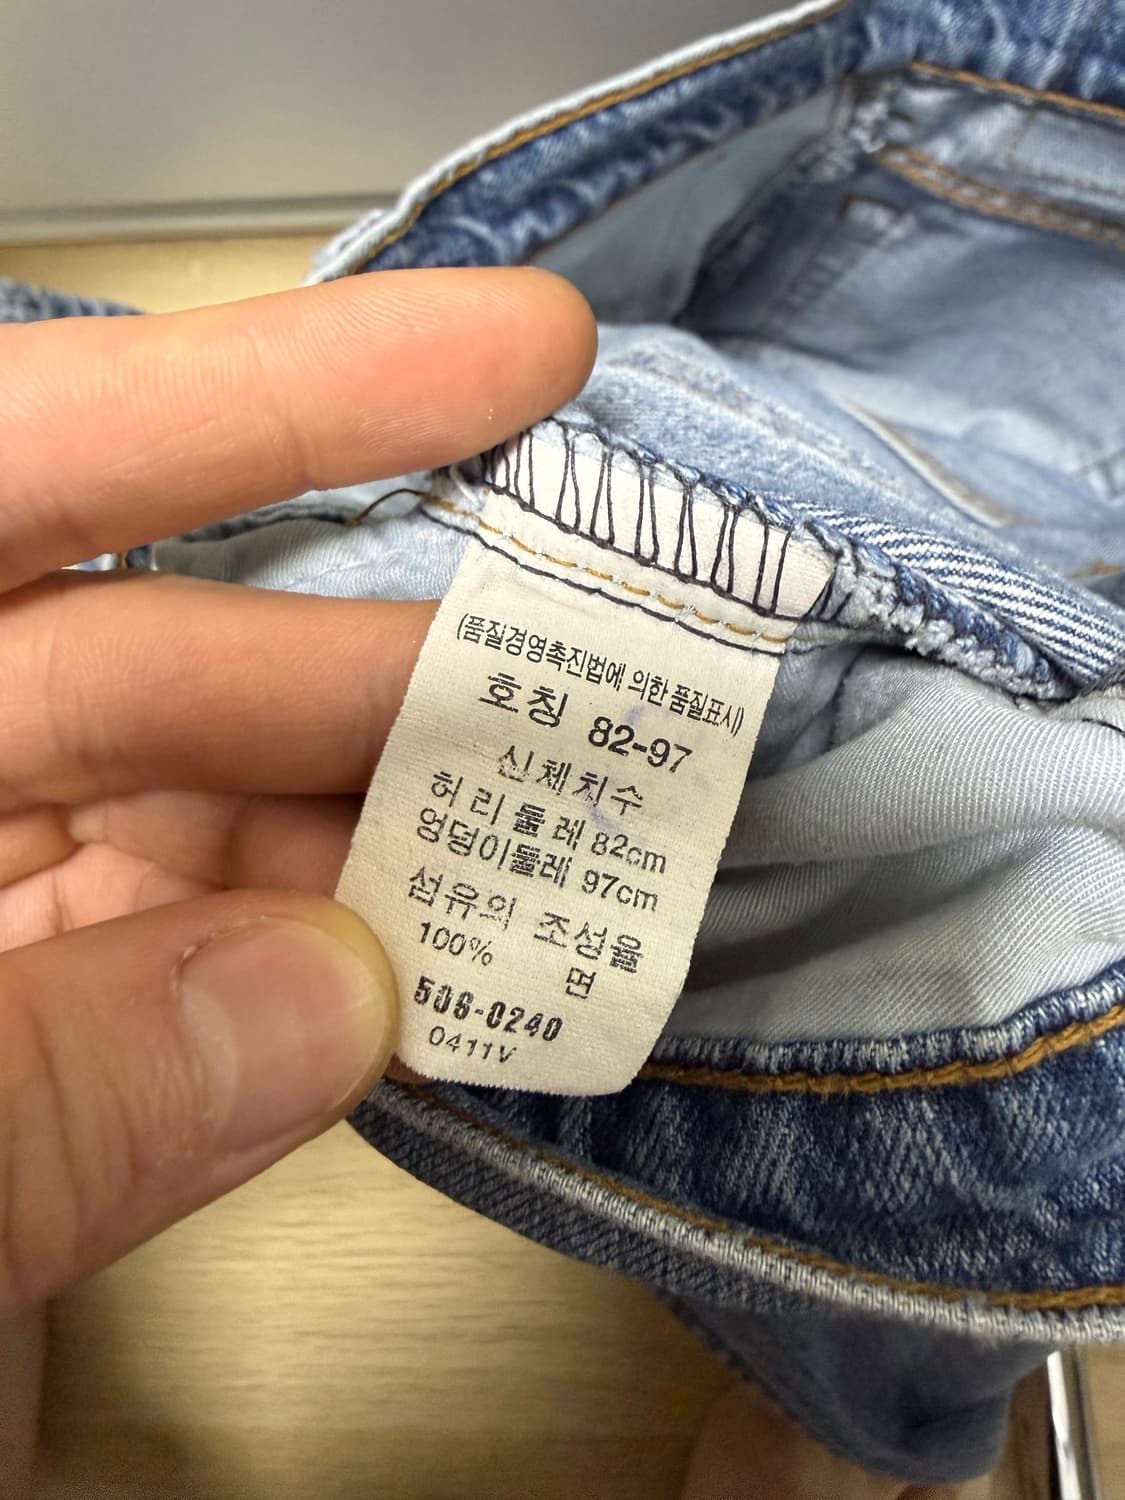 (품질경영촉진법에 의한 품질표시)
호칭 82-97
신체치수
허리둘레 82cm
엉덩이둘레 97cm
섬유의 조성율
100% 면
506-0240
0411V